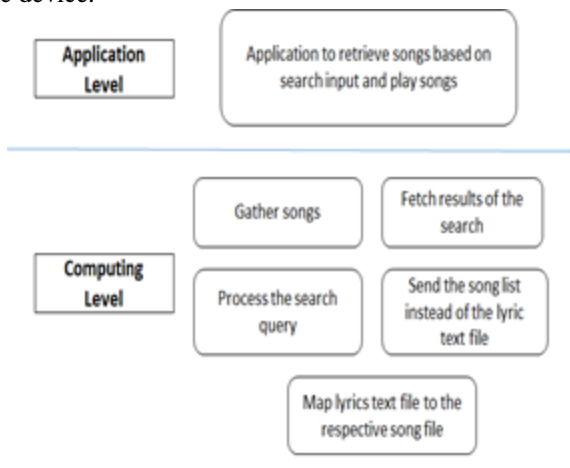 e device.
Application
Level
Application to retrieve songs based on
search input and play songs
Gather songs
Fetch results of the
search
Computing
Level
Process the search
query
Send the song list
instead of the lyric
text file
Map lyrics text file to the
respective song file